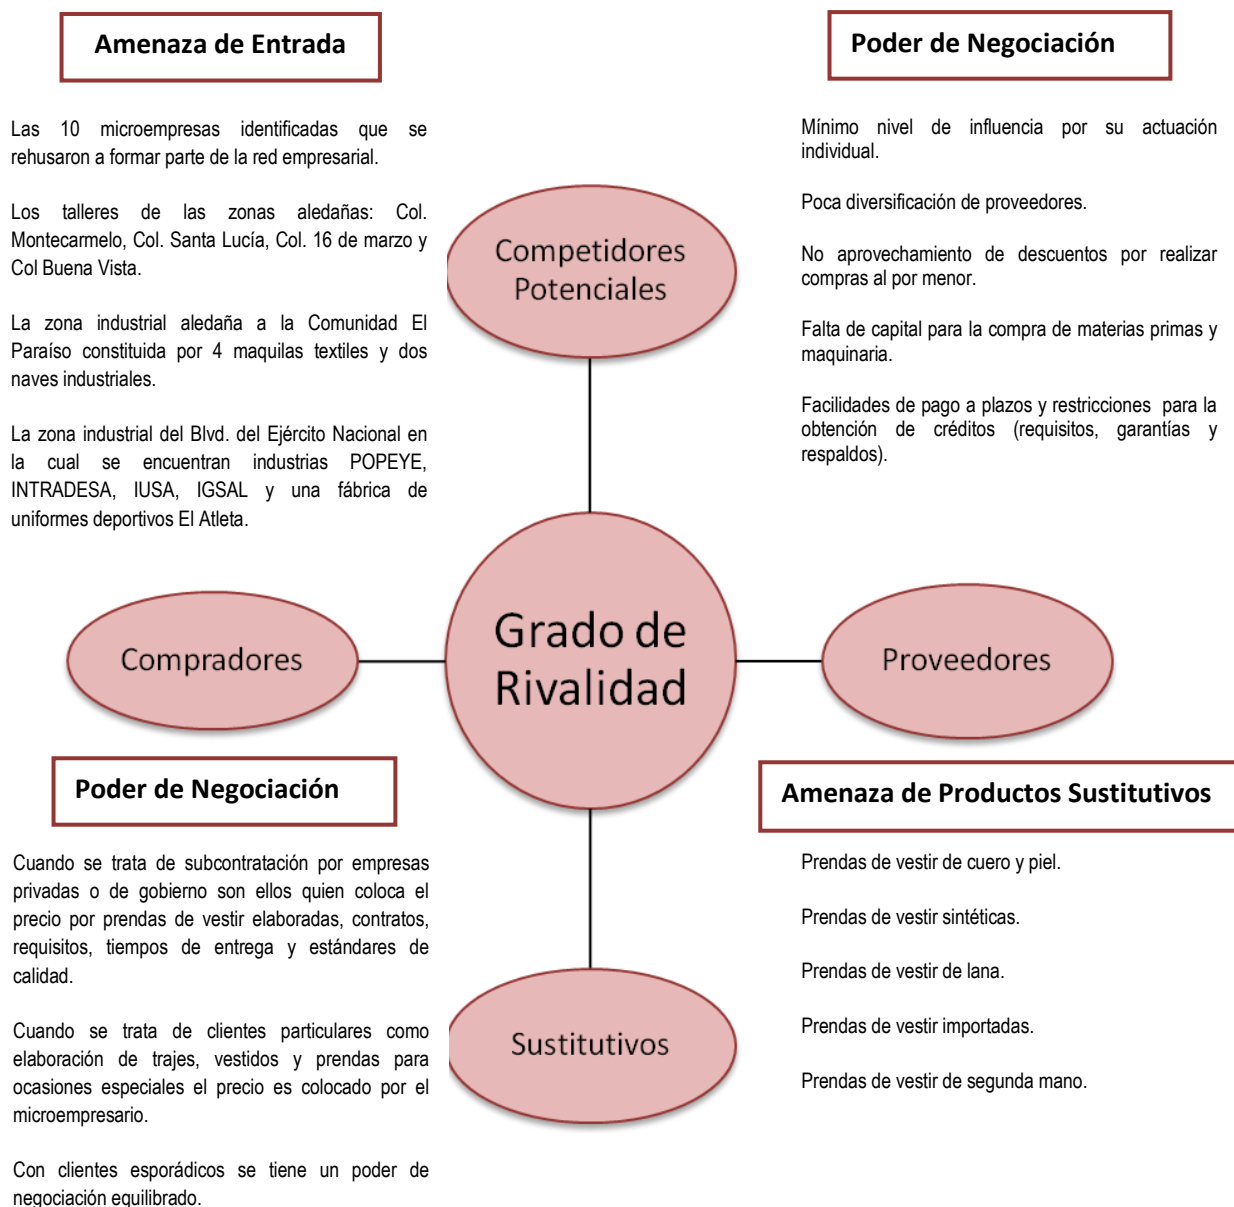 Amenaza de Entrada
Las 10 microempresas identificadas que se
rehusaron a formar parte de la red empresarial.
Los talleres de las zonas aledañas: Col.
Montecarmelo, Col. Santa Lucía, Col. 16 de marzo y
Col Buena Vista.
La zona industrial aledaña a la Comunidad El
Paraíso constituida por 4 maquilas textiles y dos
naves industriales.
La zona industrial del Blvd. del Ejército Nacional en
la cual se encuentran industrias POPEYE,
INTRADESA, IUSA, IGSAL y una fábrica de
uniformes deportivos El Atleta.
Poder de Negociación
Mínimo nivel de influencia por su actuación
individual.
Poca diversificación de proveedores.
No aprovechamiento de descuentos por realizar
compras al por menor.
Falta de capital para la compra de materias primas y
maquinaria.
Facilidades de pago a plazos y restricciones para la
obtención de créditos (requisitos, garantías y
respaldos).
Competidores
Potenciales
Compradores
Grado de
Rivalidad
Proveedores
Sustitutivos
Poder de Negociación
Cuando se trata de subcontratación por empresas
privadas o de gobierno son ellos quien coloca el
precio por prendas de vestir elaboradas, contratos,
requisitos, tiempos de entrega y estándares de
calidad.
Cuando se trata de clientes particulares como
elaboración de trajes, vestidos y prendas para
ocasiones especiales el precio es colocado por el
microempresario.
Con clientes esporádicos se tiene un poder de
negociación equilibrado.
Amenaza de Productos Sustitutivos
Prendas de vestir de cuero y piel.
Prendas de vestir sintéticas.
Prendas de vestir de lana.
Prendas de vestir importadas.
Prendas de vestir de segunda mano.